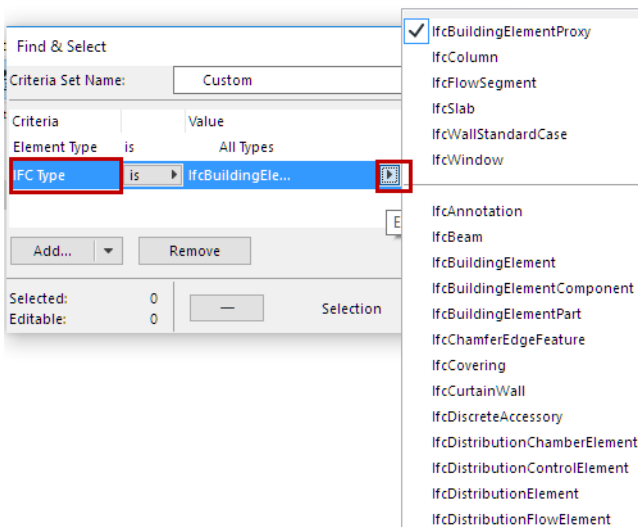 Find & Select
Criteria Set Name: Custom
Criteria Value
Element Type is All Types
IFC Type is IfcBuildingEle...
E
Add... Remove
Selected: 0
Editable: 0
Selection
IfcBuildingElementProxy
IfcColumn
IfcFlowSegment
IfcSlab
IfcWallStandardCase
IfcWindow
IfcAnnotation
IfcBeam
IfcBuildingElement
IfcBuildingElementComponent
IfcBuildingElementPart
IfcChamferEdgeFeature
IfcCovering
IfcCurtainWall
IfcDiscreteAccessory
IfcDistributionChamberElement
IfcDistributionControlElement
IfcDistributionElement
IfcDistributionFlowElement